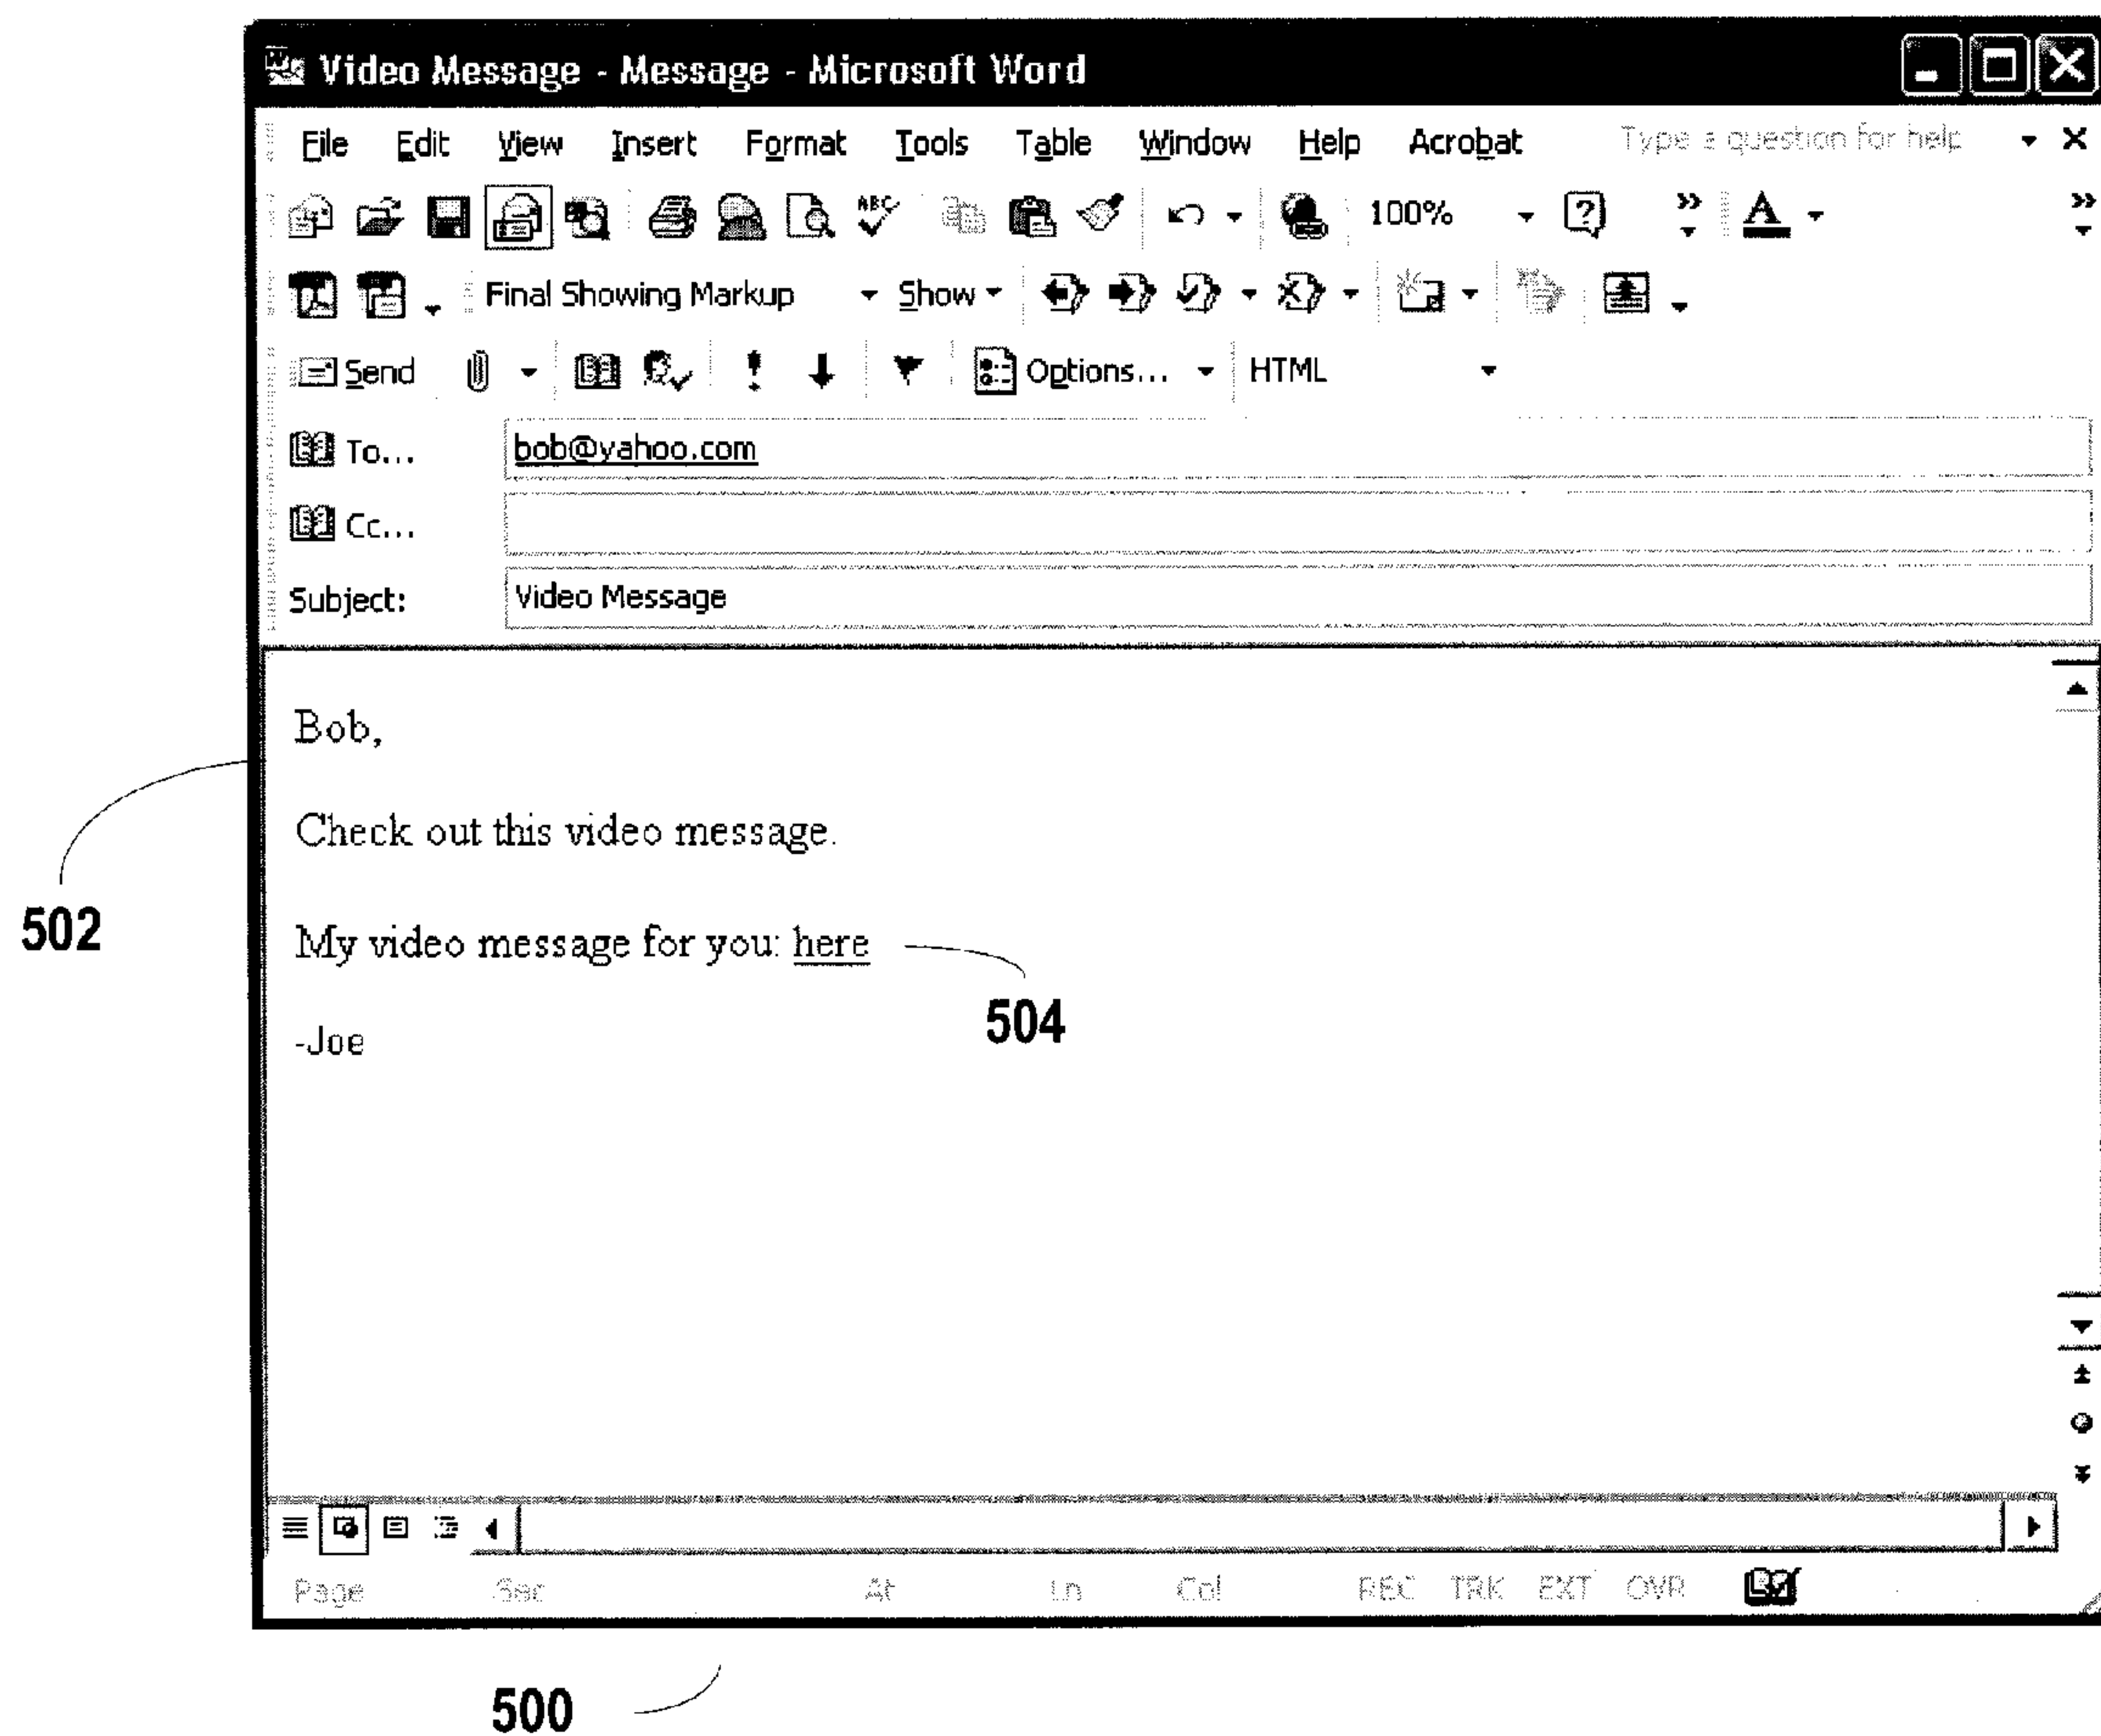 Video Message - Message - Microsoft Word
File Edit View Insert Format Tools Table Window Help Acrobat Type a question for help
ABC 100% A
Final Showing Markup Show
Send Options... HTML
To... bob@yahoo.com
Cc...
Subject: Video Message
Bob,
Check out this video message.
502
My video message for you: here
504
-Joe
Page Sec At Ln Col REC TRK EXT OVR
500